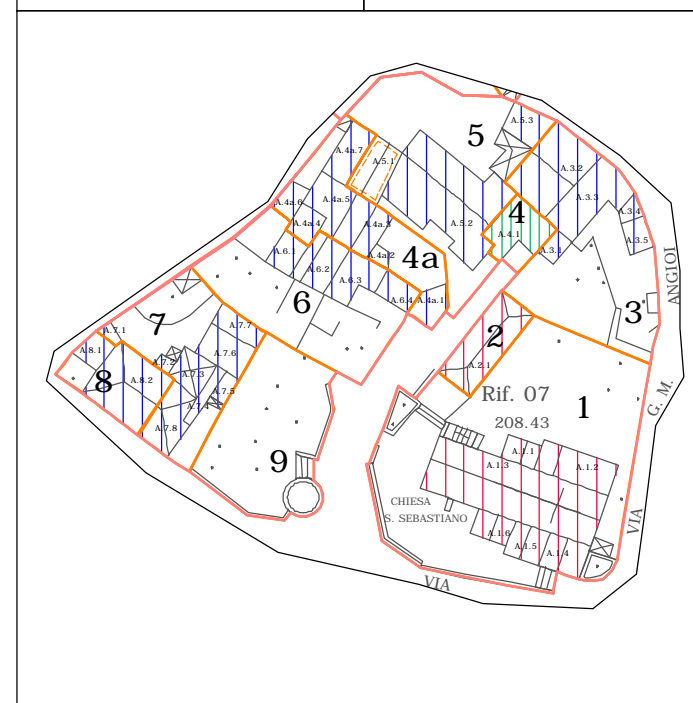 A.5.3
5
A.4a.7
A.5.1
A.3.2
A.4a.6
A.4a.5
A.3.3
4
A.3.4
A.4a.4
A.4a.3
A.5.2
A.4.1
A.3.5
A.6.1
A.4a.2
4a
A.3.1
A.6.2
ANGIOI
A.6.3
6
A.6.4
A.4a.1
3
7
A.7.7
A.7.1
2
A.8.1
A.7.6
A.7.2
A.2.1
8
A.8.2
A.7.3
A.7.5
Rif. 07
1
G. M.
A.7.4
208.43
A.7.8
A.1.1
9
A.1.3
A.1.2
CHIESA
S. SEBASTIANO
A.1.6
VIA
A.1.5
A.1.4
VIA